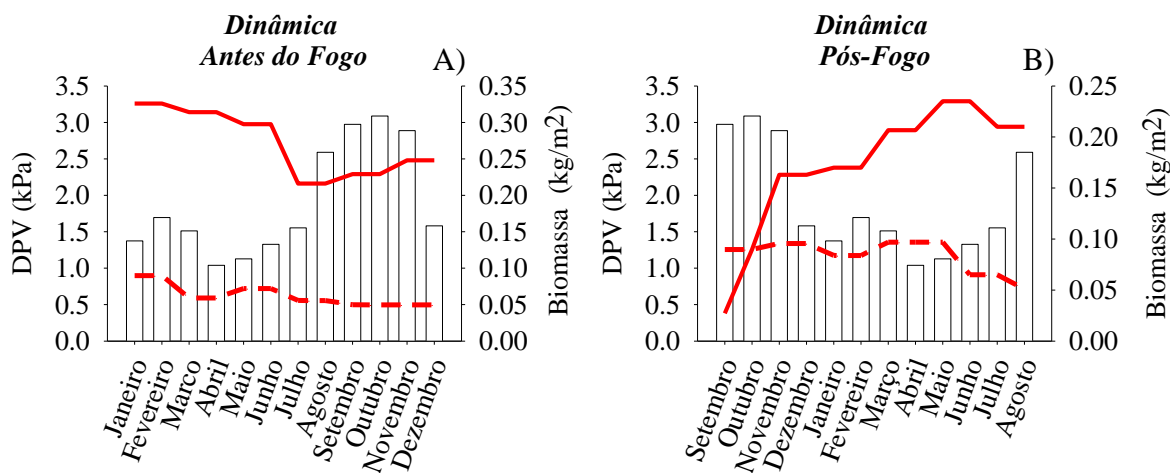 Dinâmica
Antes do Fogo
A)
3.5
3.0
2.5
2.0
1.5
1.0
0.5
0.0
DPV (kPa)
0.35
0.30
0.25
0.20
0.15
0.10
0.05
0.00
Biomassa (kg/m2)
Janeiro
Fevereiro
Marco
Abril
Maio
Junho
Julho
Agosto
Setembro
Outubro
Novembro
Dezembro
Dinâmica
Pós-Fogo
B)
3.5
3.0
2.5
2.0
1.5
1.0
0.5
0.0
DPV (kPa)
0.25
0.20
0.15
0.10
0.05
0.00
Biomassa (kg/m2)
Setembro
Outubro
Novembro
Dezembro
Janeiro
Fevereiro
Março
Abril
Maio
Junho
Julho
Agosto